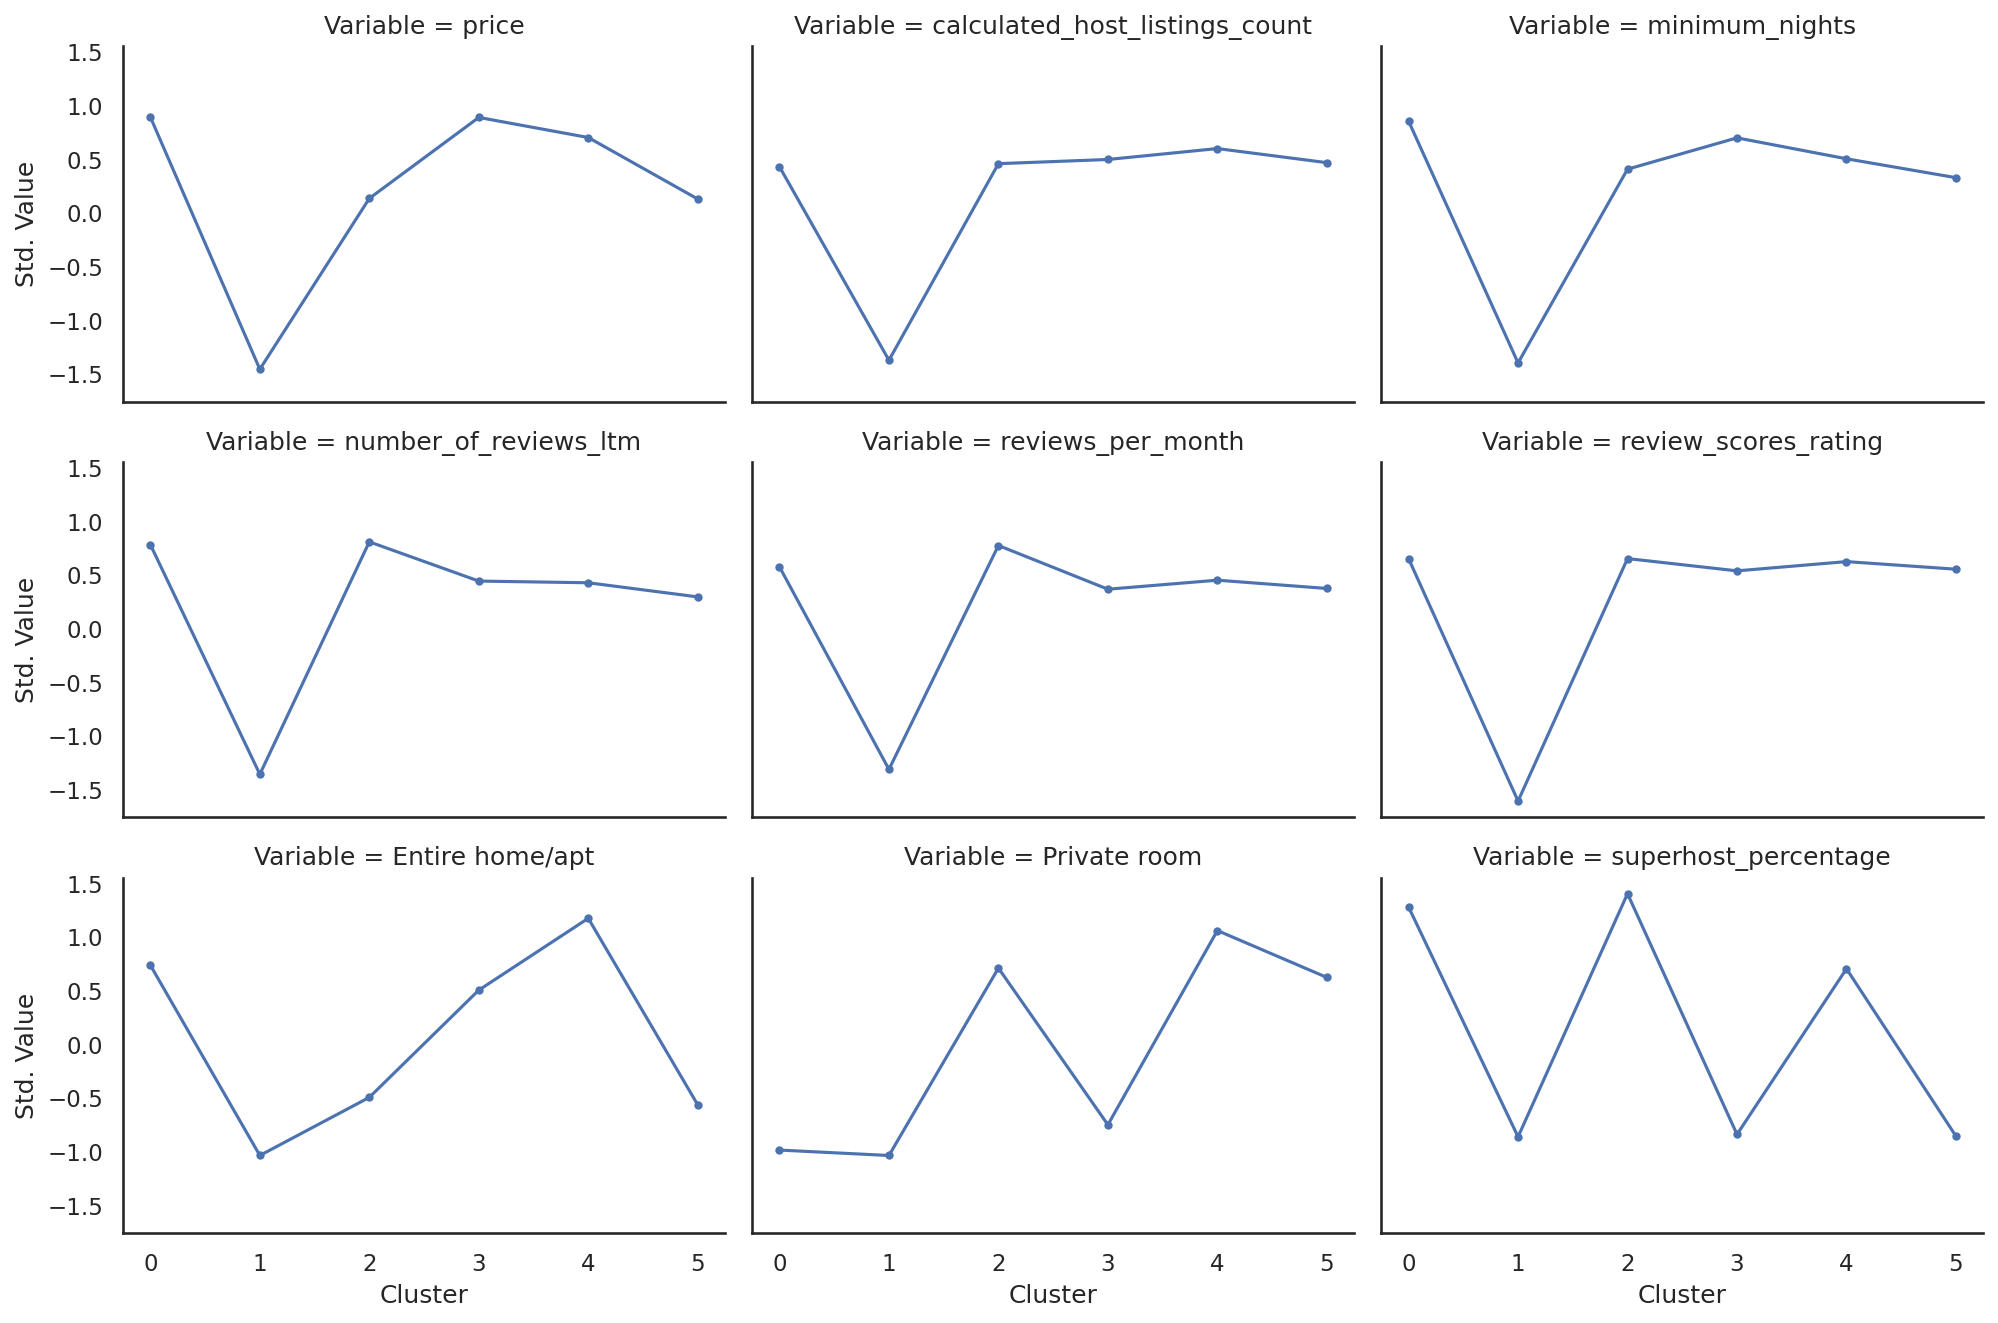 Variable = price
Variable = calculated_host_listings_count
Variable = minimum_nights
1.5
1.0
0.5
0.0
−0.5
−1.0
−1.5
Std. Value
Variable = number_of_reviews_ltm
Variable = reviews_per_month
Variable = review_scores_rating
1.5
1.0
0.5
0.0
−0.5
−1.0
−1.5
Std. Value
Variable = Entire home/apt
Variable = Private room
Variable = superhost_percentage
1.5
1.0
0.5
0.0
−0.5
−1.0
−1.5
Std. Value
0 1 2 3 4 5
Cluster
0 1 2 3 4 5
Cluster
0 1 2 3 4 5
Cluster